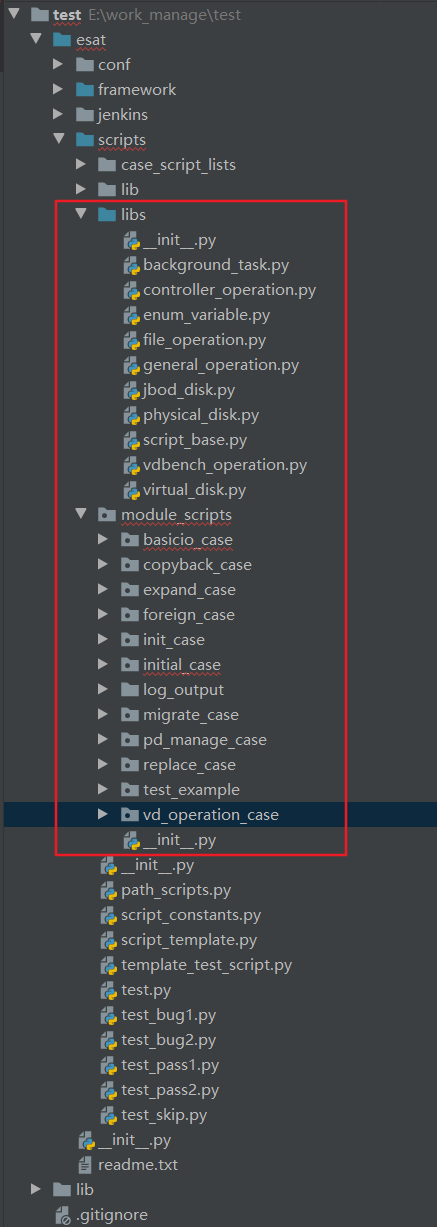 test E:\work_manage\test
esat
conf
framework
jenkins
scripts
case_script_lists
lib
libs
__init__.py
background_task.py
controller_operation.py
enum_variable.py
file_operation.py
general_operation.py
jbod_disk.py
physical_disk.py
script_base.py
vdbench_operation.py
virtual_disk.py
module_scripts
basicio_case
copyback_case
expand_case
foreign_case
init_case
initial_case
log_output
migrate_case
pd_manage_case
replace_case
test_example
vd_operation_case
__init__.py
__init__.py
path_scripts.py
script_constants.py
script_template.py
template_test_script.py
test.py
test_bug1.py
test_bug2.py
test_pass1.py
test_pass2.py
test_skip.py
__init__.py
readme.txt
lib
.gitignore